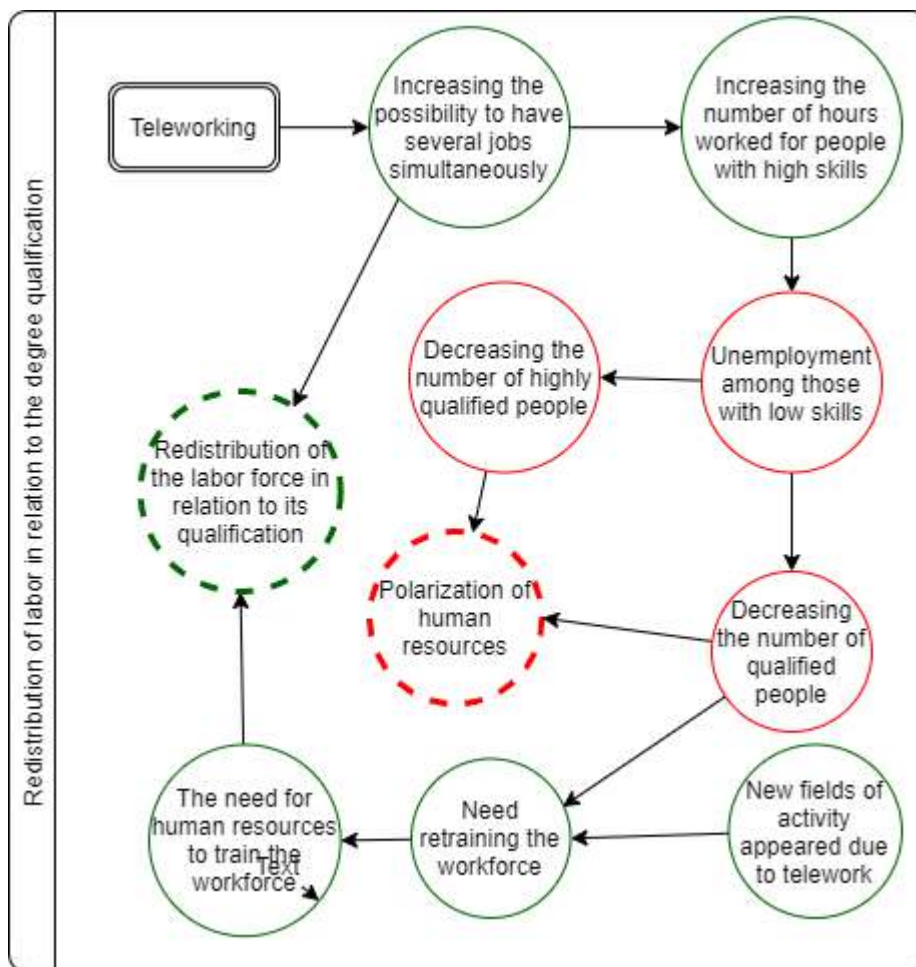 Redistribution of labor in relation to the degree qualification
Teleworking
Increasing the
possibility to have
several jobs
simultaneously
Increasing the
number of hours
worked for people
with high skills
Decreasing the
number of highly
qualified people
Unemployment
among those
with low skills
Redistribution of
the labor force in
relation to its
qualification
Polarization of
human
resources
Decreasing
the number of
qualified
people
The need for
human resources
to train the
workforce
Text
Need
retraining the
workforce
New fields of
activity
appeared due
to telework